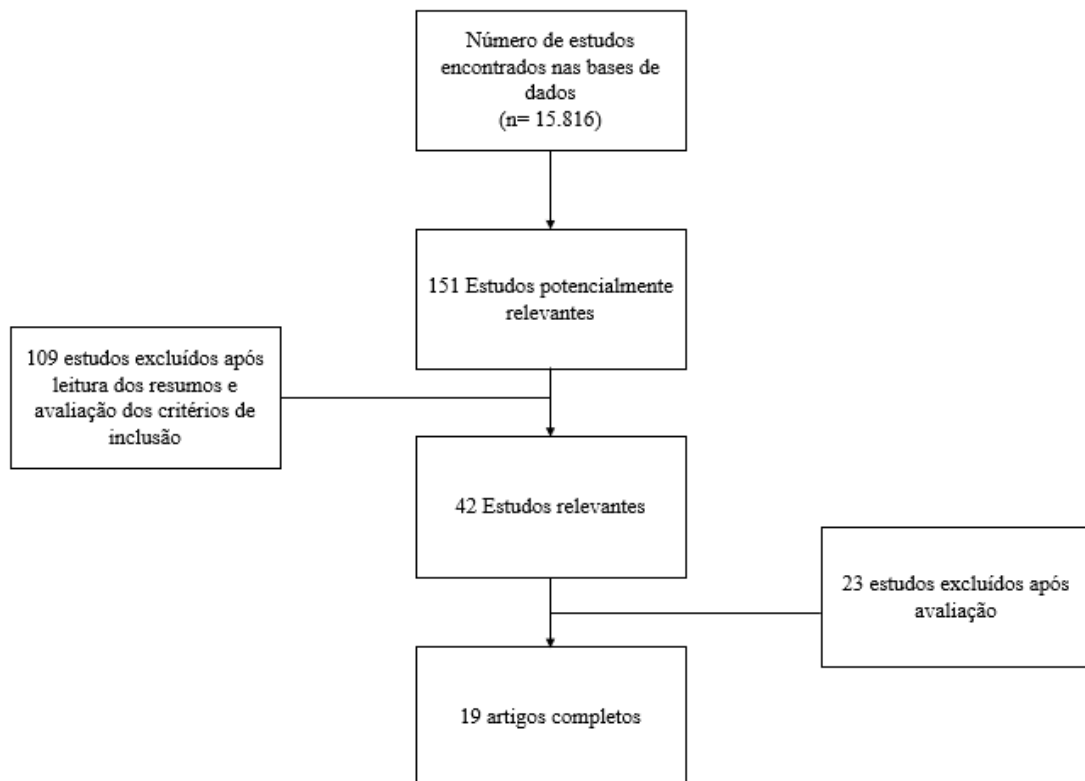 Número de estudos
encontrados nas bases de
dados
(n= 15.816)
151 Estudos potencialmente
relevantes
109 estudos excluídos após
leitura dos resumos e
avaliação dos critérios de
inclusão
42 Estudos relevantes
23 estudos excluídos após
avaliação
19 artigos completos